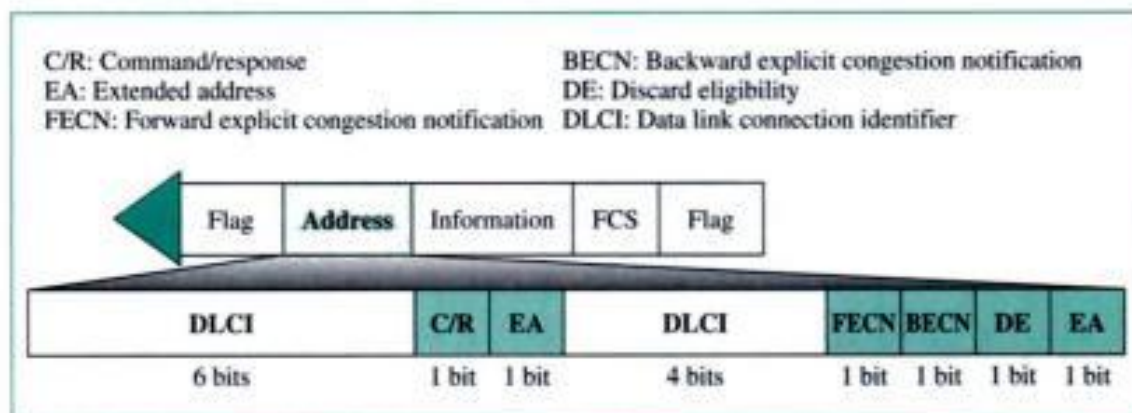 C/R: Command/response
EA: Extended address
FECN: Forward explicit congestion notification
BECN: Backward explicit congestion notification
DE: Discard eligibility
DLCI: Data link connection identifier
Flag Address Information FCS Flag
DLCI C/R EA DLCI FECN BECN DE EA
6 bits 1 bit 1 bit 4 bits 1 bit 1 bit 1 bit 1 bit